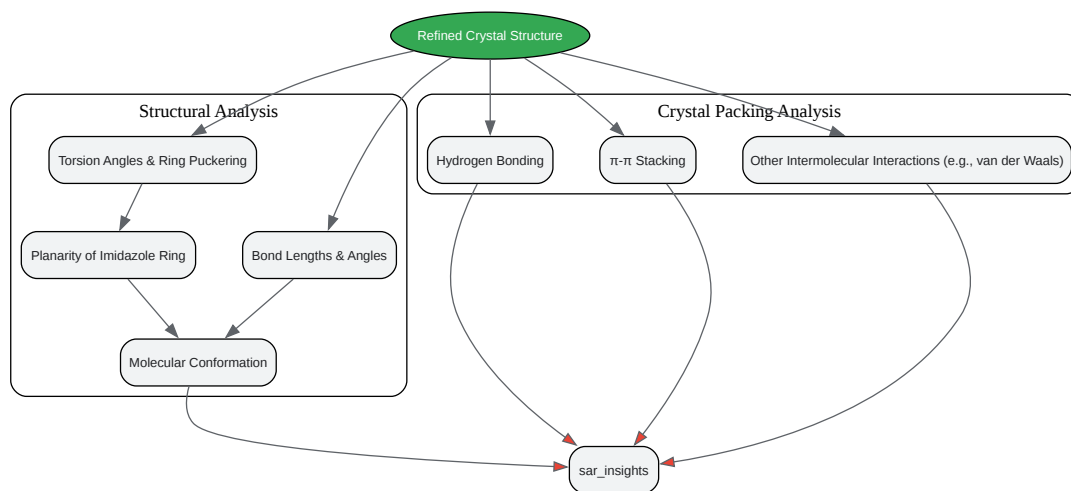 Refined Crystal Structure
Structural Analysis
Crystal Packing Analysis
Torsion Angles & Ring Puckering
Hydrogen Bonding
π-π Stacking
Other Intermolecular Interactions (e.g., van der Waals)
Planarity of Imidazole Ring
Bond Lengths & Angles
Molecular Conformation
sar_insights